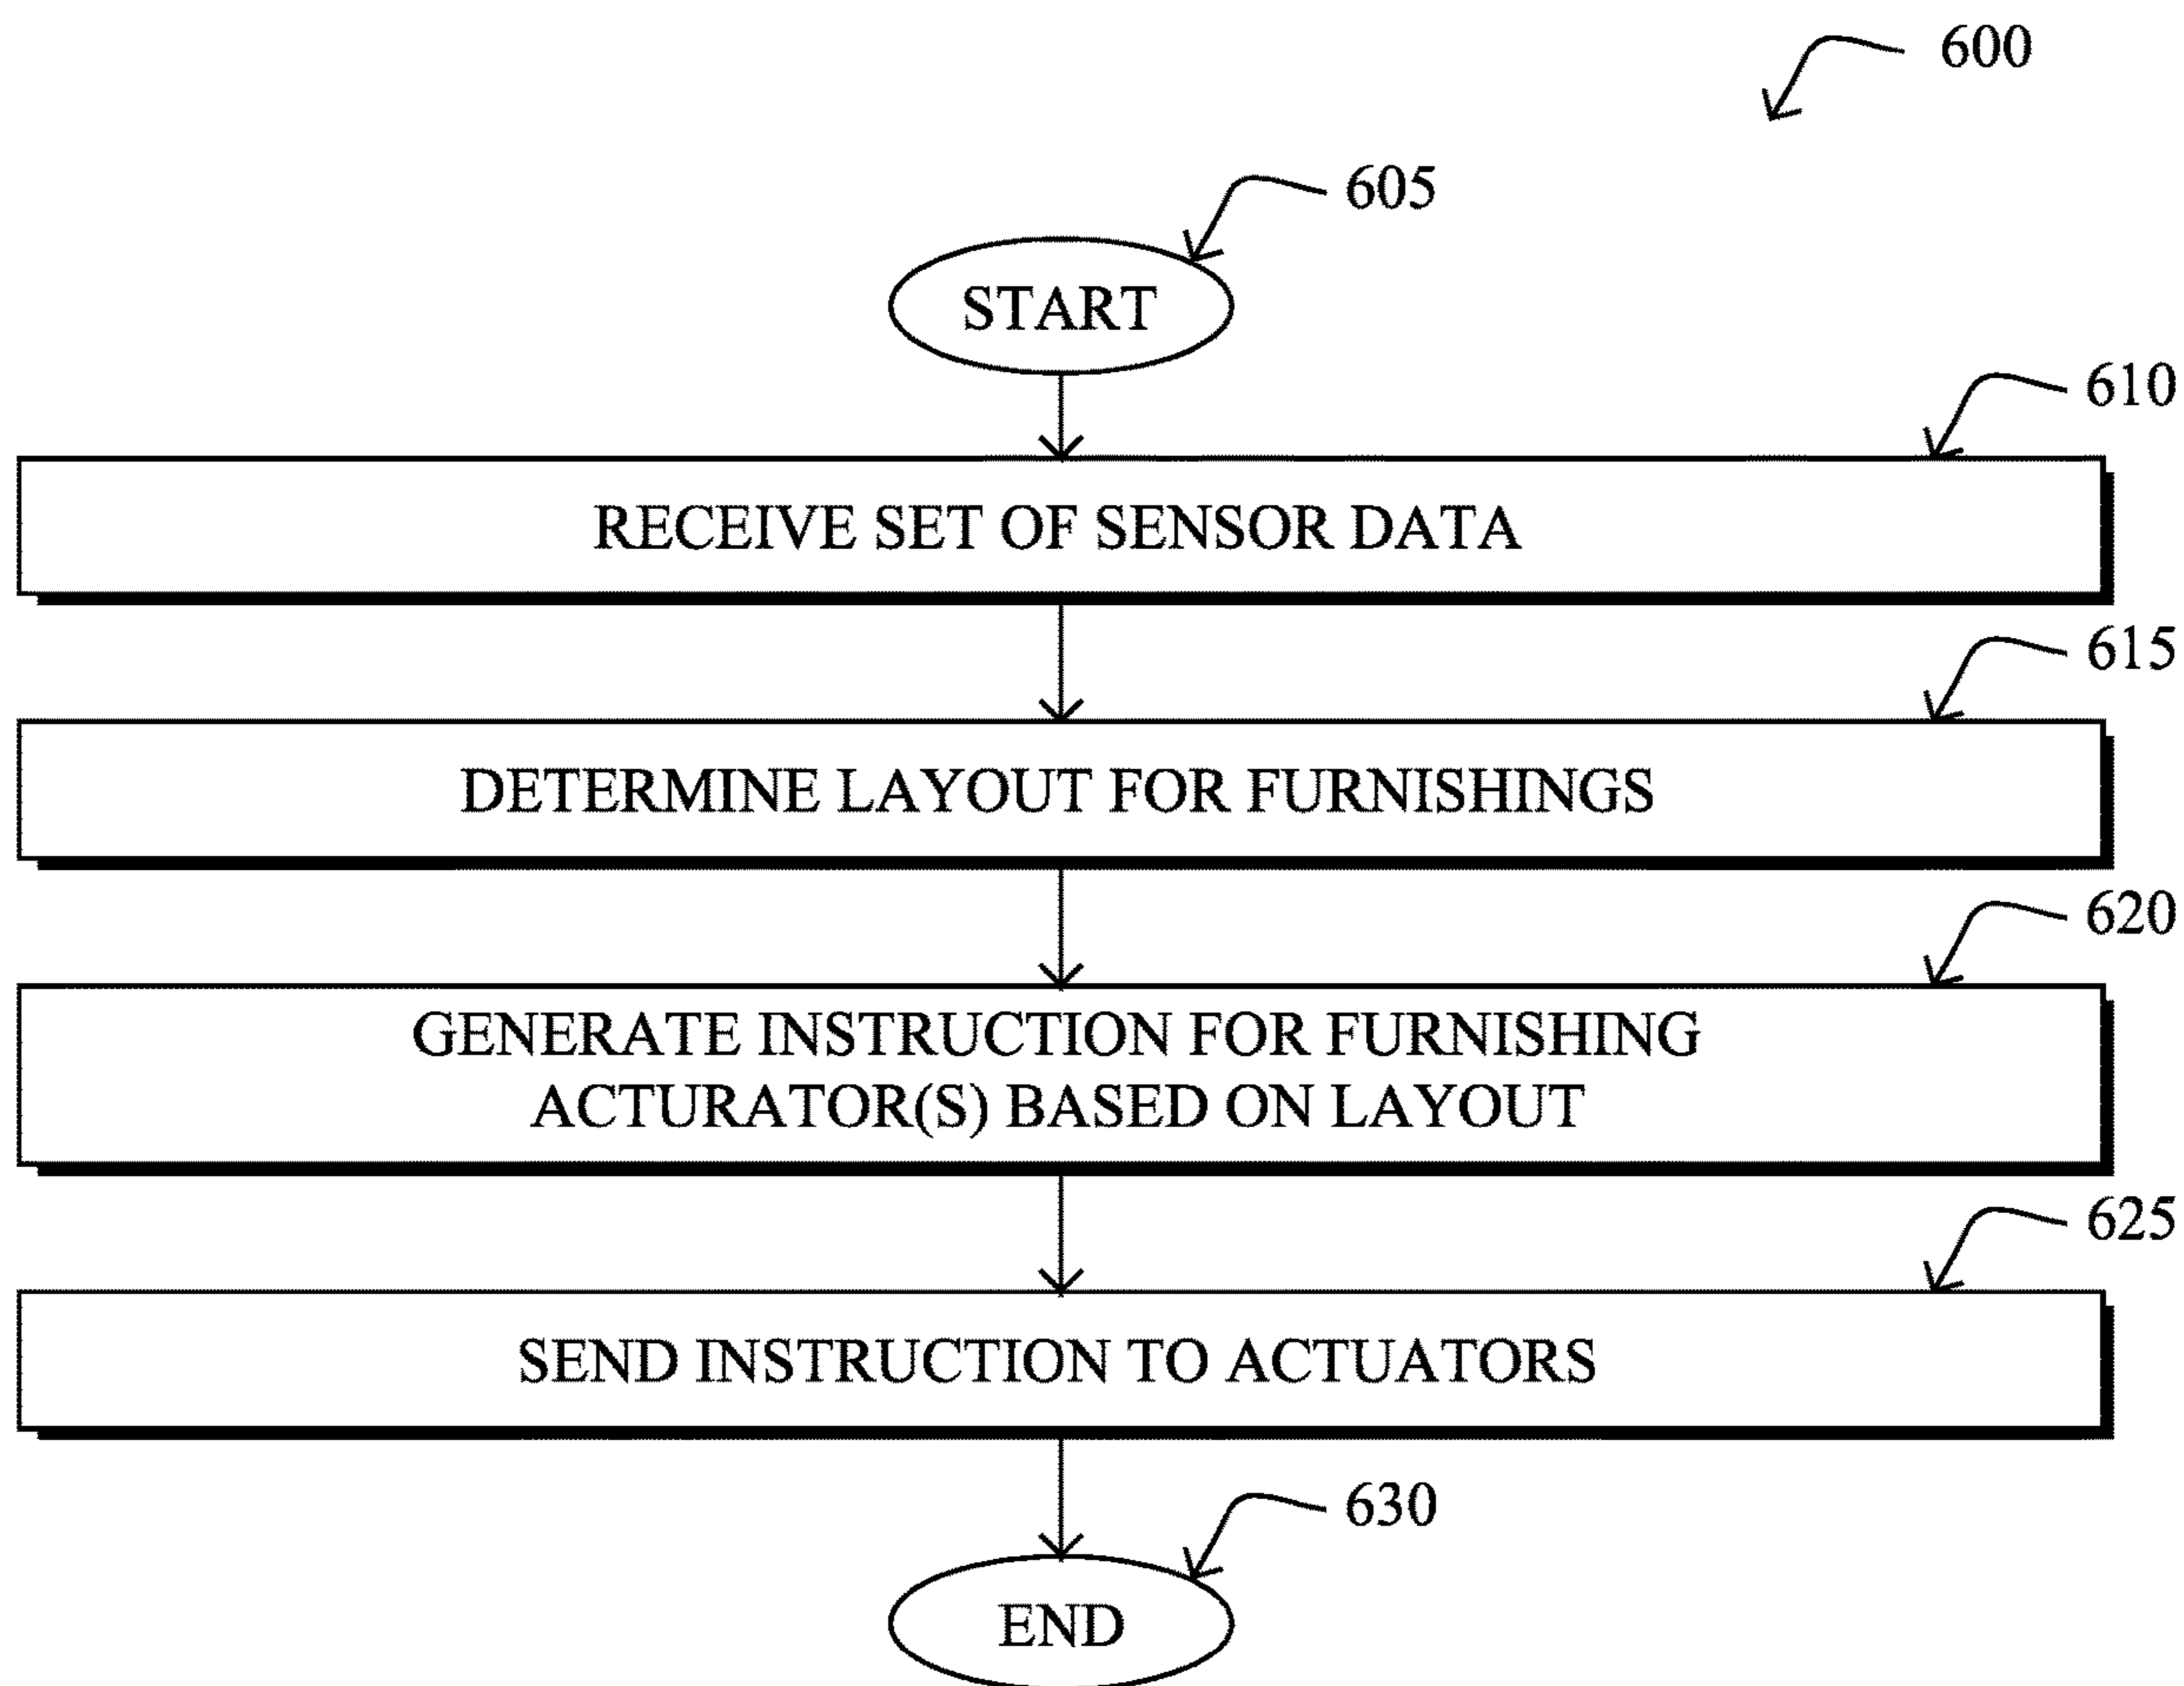 600
605
START
610
RECEIVE SET OF SENSOR DATA
615
DETERMINE LAYOUT FOR FURNISHINGS
620
GENERATE INSTRUCTION FOR FURNISHING
ACTURATOR(S) BASED ON LAYOUT
625
SEND INSTRUCTION TO ACTUATORS
630
END